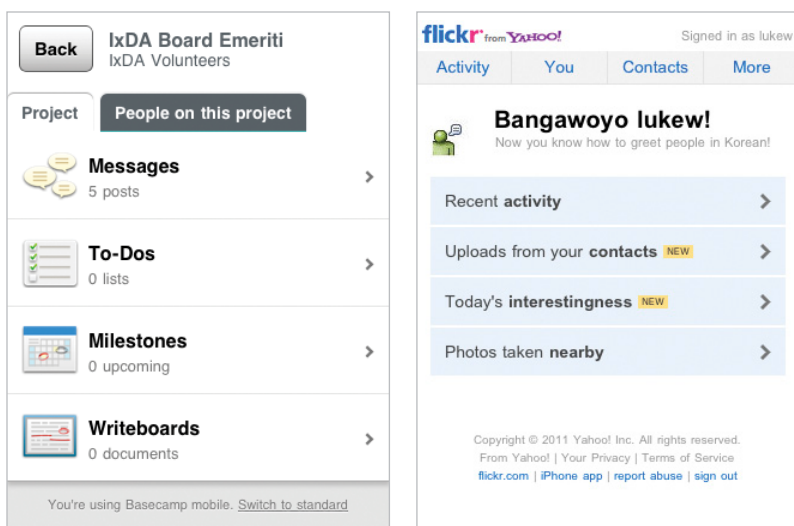 Back
IxDA Board Emeriti
IxDA Volunteers
Project
People on this project
Messages
5 posts
To-Dos
0 lists
Milestones
0 upcoming
Writeboards
0 documents
You're using Basecamp mobile. Switch to standard
flickr from YAHOO!
Signed in as lukew
Activity
You
Contacts
More
Bangawoyo lukew!
Now you know how to greet people in Korean!
Recent activity
Uploads from your contacts NEW
Today's interestingness NEW
Photos taken nearby
Copyright © 2011 Yahoo! Inc. All rights reserved.
From Yahoo! | Your Privacy | Terms of Service
flickr.com | iPhone app | report abuse | sign out